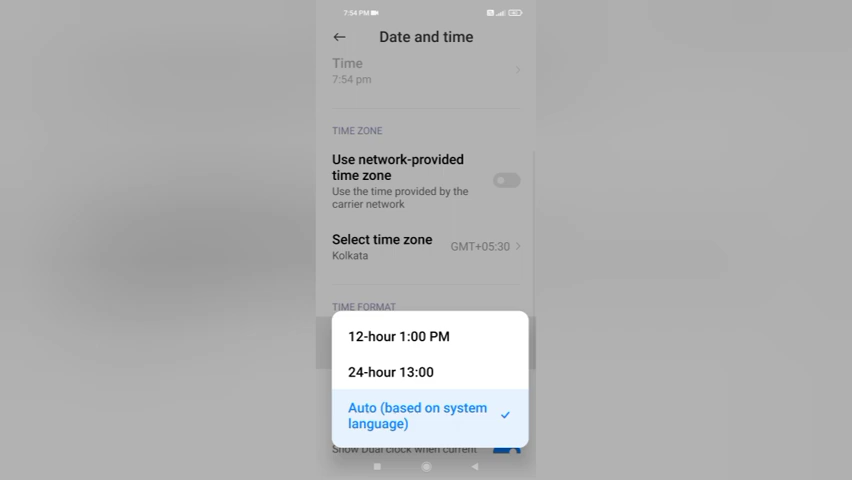 7:54 PM
Date and time
Time
7:54 pm
TIME ZONE
Use network-provided
time zone
Use the time provided by the
carrier network
Select time zone
GMT+05:30
Kolkata
TIME FORMAT
12-hour 1:00 PM
24-hour 13:00
Auto (based on system
language)
Show Dual clock when current